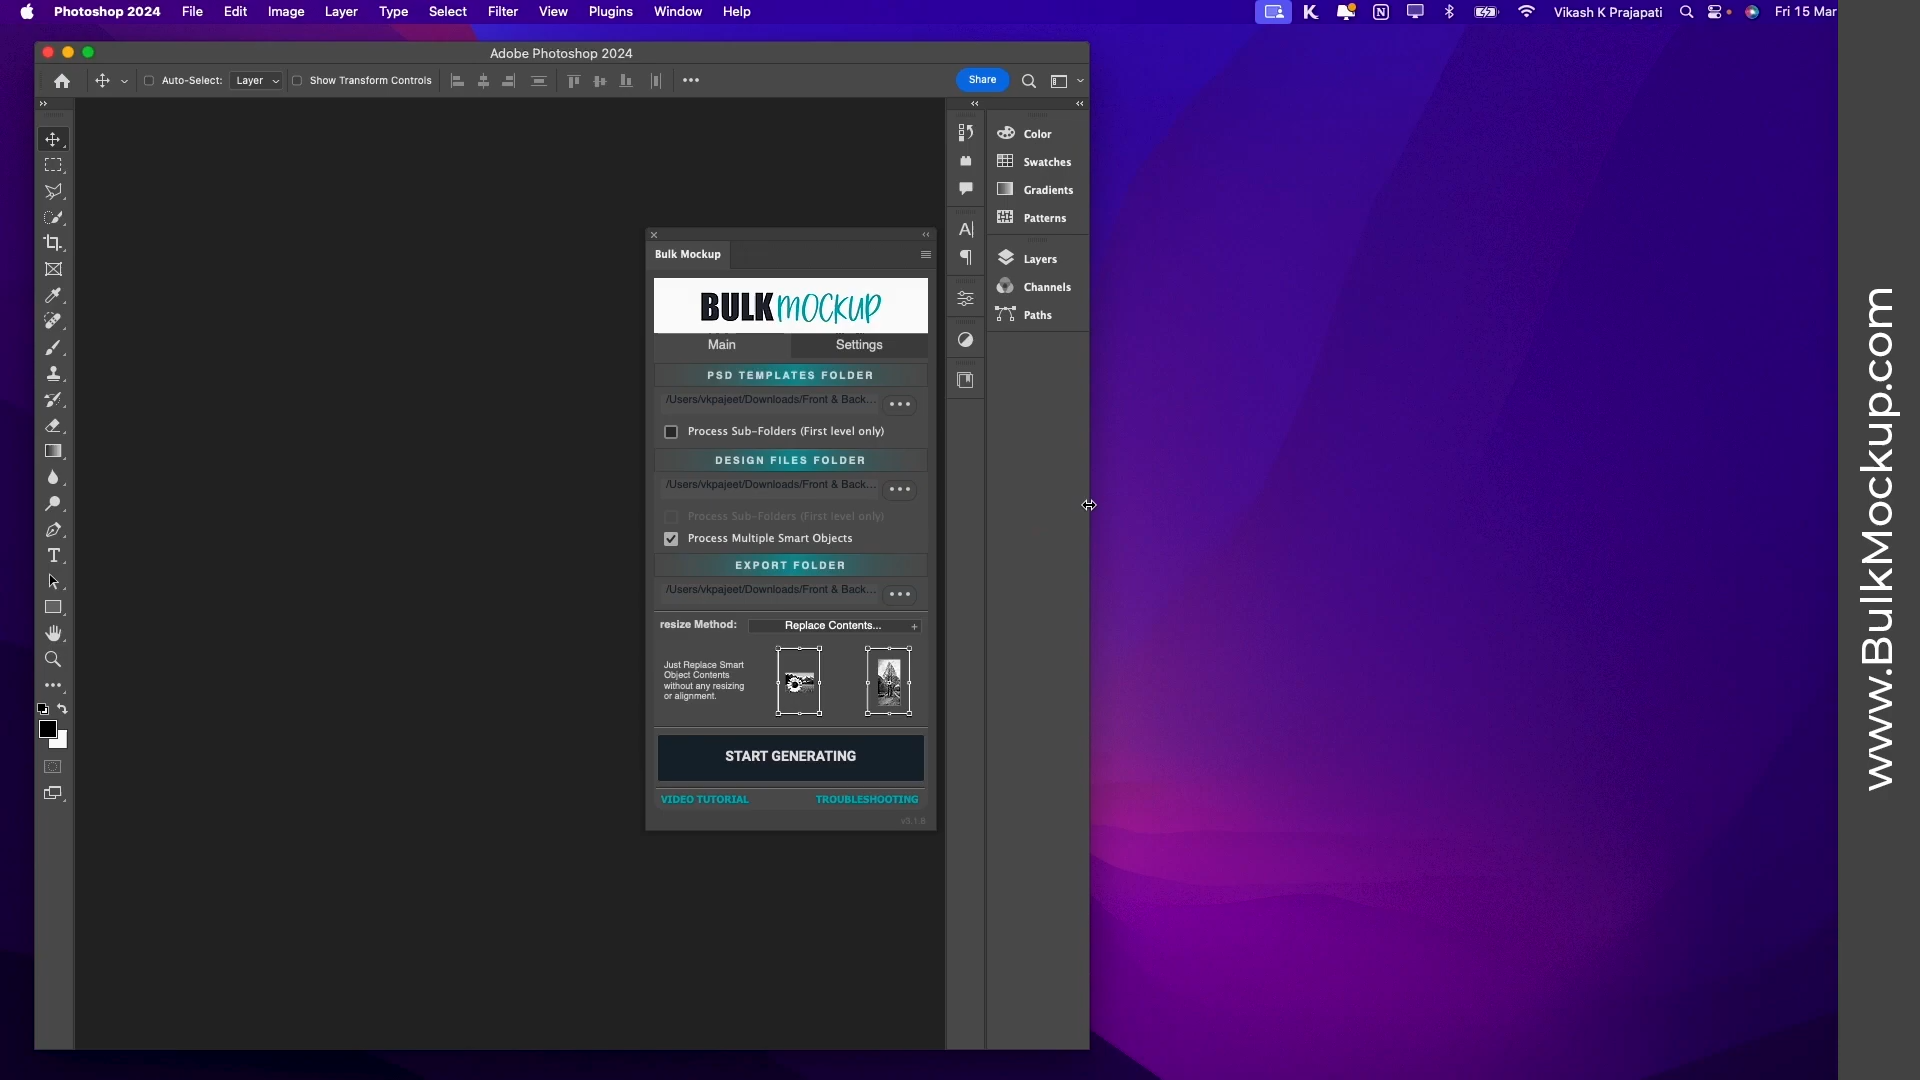 Photoshop 2024 File Edit Image Layer Type Select Filter View Plugins Window Help Vikash K Prajapati Fri 15 Mar
Adobe Photoshop 2024
Auto-Select: Layer Show Transform Controls Share
Color
Swatches
Gradients
Patterns
Layers
Channels
Paths
Bulk Mockup
BULK MOCKUP
Main Settings
PSD TEMPLATES FOLDER
/Users/vkpajeet/Downloads/Front & Back...
Process Sub-Folders (First level only)
DESIGN FILES FOLDER
/Users/vkpajeet/Downloads/Front & Back...
Process Sub-Folders (First level only)
Process Multiple Smart Objects
EXPORT FOLDER
/Users/vkpajeet/Downloads/Front & Back...
resize Method: Replace Contents... +
Just Replace Smart
Object Contents
without any resizing
or alignment.
START GENERATING
VIDEO TUTORIAL TROUBLESHOOTING
v3.1.8
www.BulkMockup.com